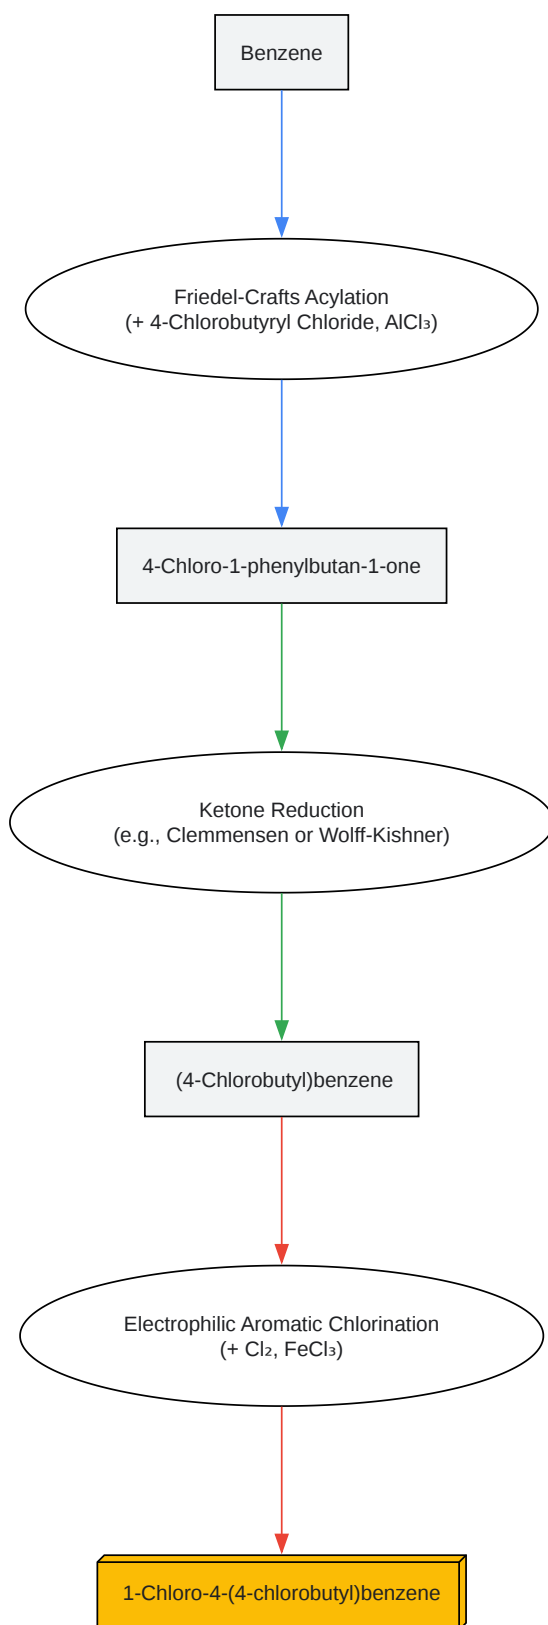 Benzene
Friedel-Crafts Acylation
(+ 4-Chlorobutyryl Chloride, AlCl₃)
4-Chloro-1-phenylbutan-1-one
Ketone Reduction
(e.g., Clemmensen or Wolff-Kishner)
(4-Chlorobutyl)benzene
Electrophilic Aromatic Chlorination
(+ Cl₂, FeCl₃)
1-Chloro-4-(4-chlorobutyl)benzene